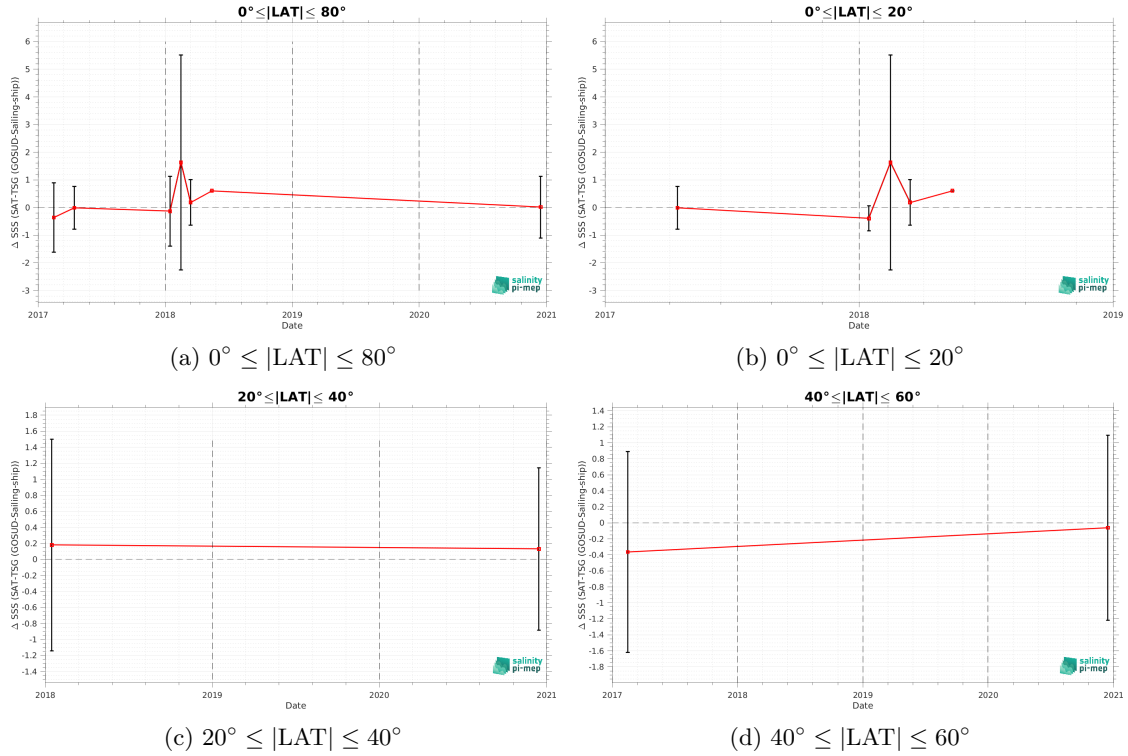 0°≤|LAT|≤ 80°
Δ SSS (SAT-TSG (GOSUD-Sailing-ship))
6
5
4
3
2
1
0
-1
-2
-3
2017
2018
2019
2020
2021
Date
salinity
pi-mep
(a) 0° ≤ |LAT| ≤ 80°
0°≤|LAT|≤ 20°
Δ SSS (SAT-TSG (GOSUD-Sailing-ship))
6
5
4
3
2
1
0
-1
-2
-3
2017
2018
2019
Date
salinity
pi-mep
(b) 0° ≤ |LAT| ≤ 20°
20°≤|LAT|≤ 40°
Δ SSS (SAT-TSG (GOSUD-Sailing-ship))
1.8
1.6
1.4
1.2
1
0.8
0.6
0.4
0.2
0
-0.2
-0.4
-0.6
-0.8
-1
-1.2
-1.4
2018
2019
2020
2021
Date
salinity
pi-mep
(c) 20° ≤ |LAT| ≤ 40°
40°≤|LAT|≤ 60°
Δ SSS (SAT-TSG (GOSUD-Sailing-ship))
1.4
1.2
1
0.8
0.6
0.4
0.2
0
-0.2
-0.4
-0.6
-0.8
-1
-1.2
-1.4
-1.6
-1.8
2017
2018
2019
2020
2021
Date
salinity
pi-mep
(d) 40° ≤ |LAT| ≤ 60°